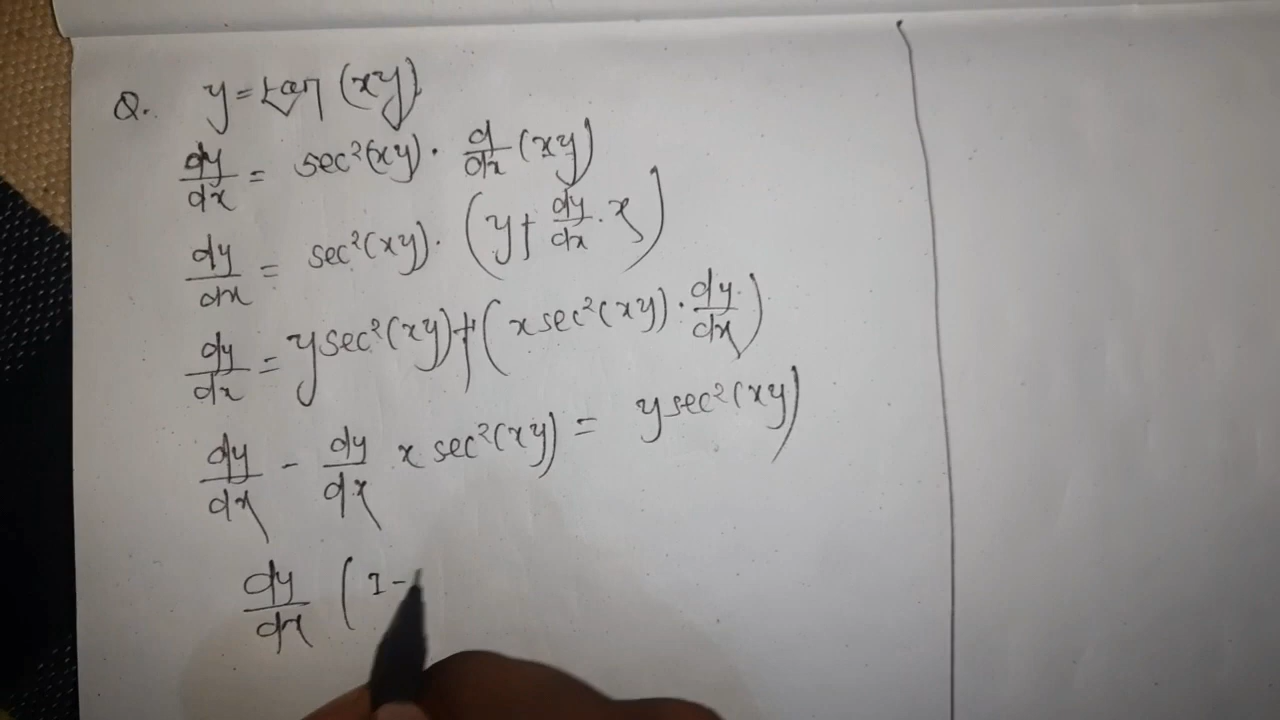 Q. y = tan (xy)
dy/dx = sec²(xy) · d/dx (xy)
dy/dx = sec²(xy) · (y + dy/dx · x)
dy/dx = y sec²(xy) + (x sec²(xy) · dy/dx)
dy/dx - dy/dx x sec²(xy) = y sec²(xy)
dy/dx (1 -